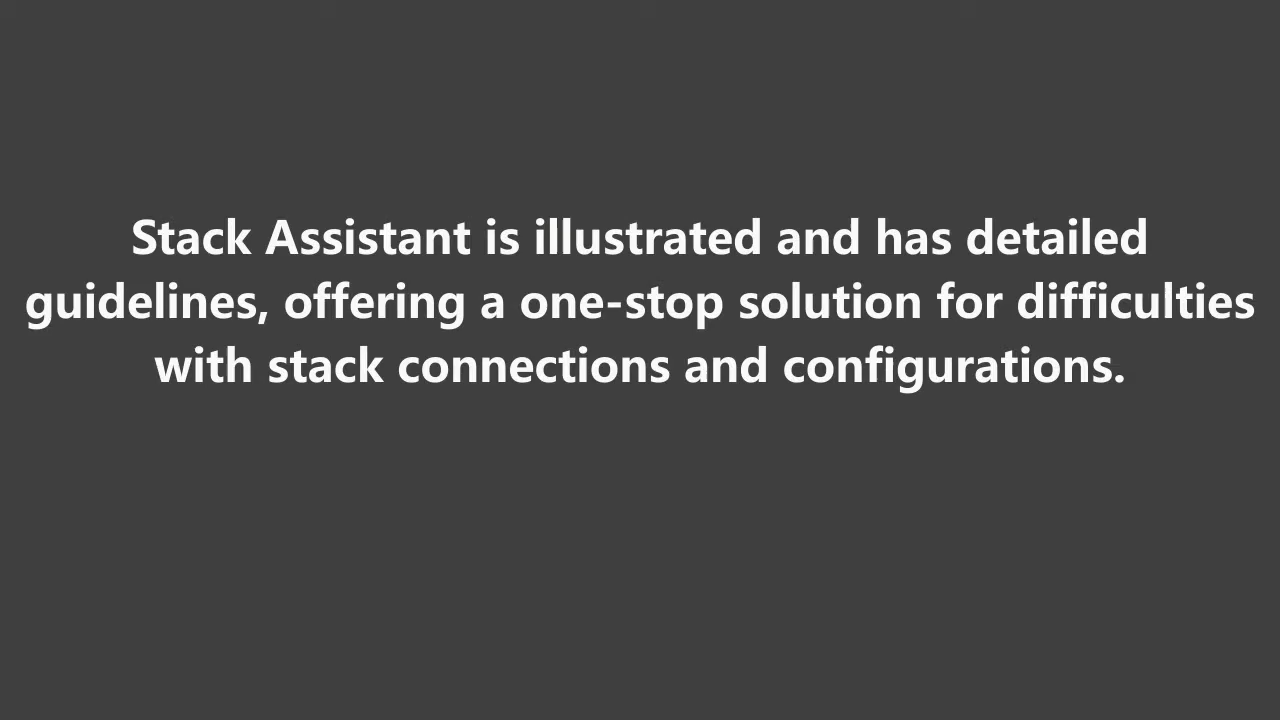 Stack Assistant is illustrated and has detailed
guidelines, offering a one-stop solution for difficulties
with stack connections and configurations.